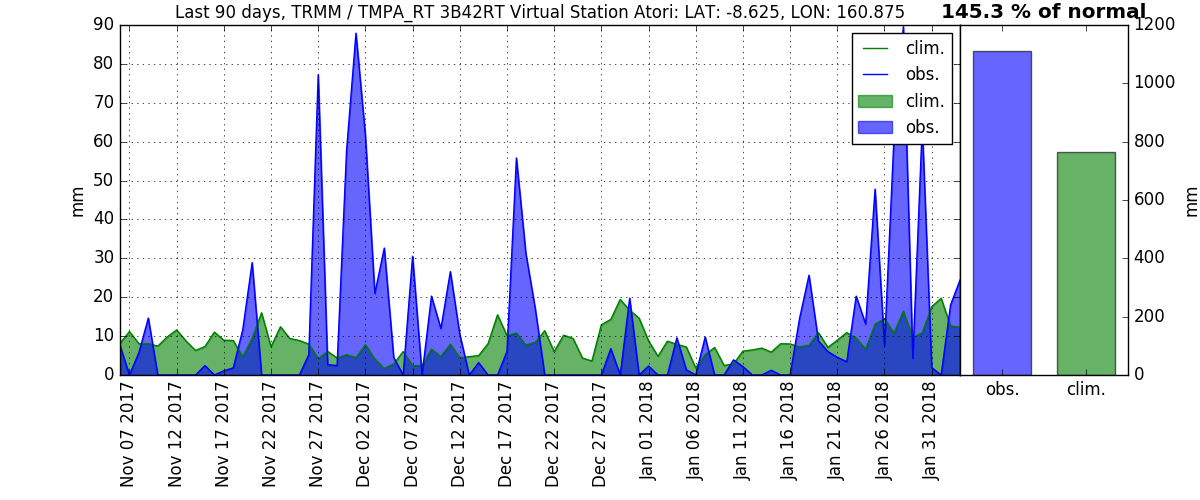 Last 90 days, TRMM / TMPA_RT 3B42RT Virtual Station Atori: LAT: -8.625, LON: 160.875
145.3 % of normal
90
80
70
60
50
40
30
20
10
0
mm
clim.
obs.
clim.
obs.
Nov 07 2017
Nov 12 2017
Nov 17 2017
Nov 22 2017
Nov 27 2017
Dec 02 2017
Dec 07 2017
Dec 12 2017
Dec 17 2017
Dec 22 2017
Dec 27 2017
Jan 01 2018
Jan 06 2018
Jan 11 2018
Jan 16 2018
Jan 21 2018
Jan 26 2018
Jan 31 2018
1200
1000
800
600
400
200
0
mm
obs.
clim.